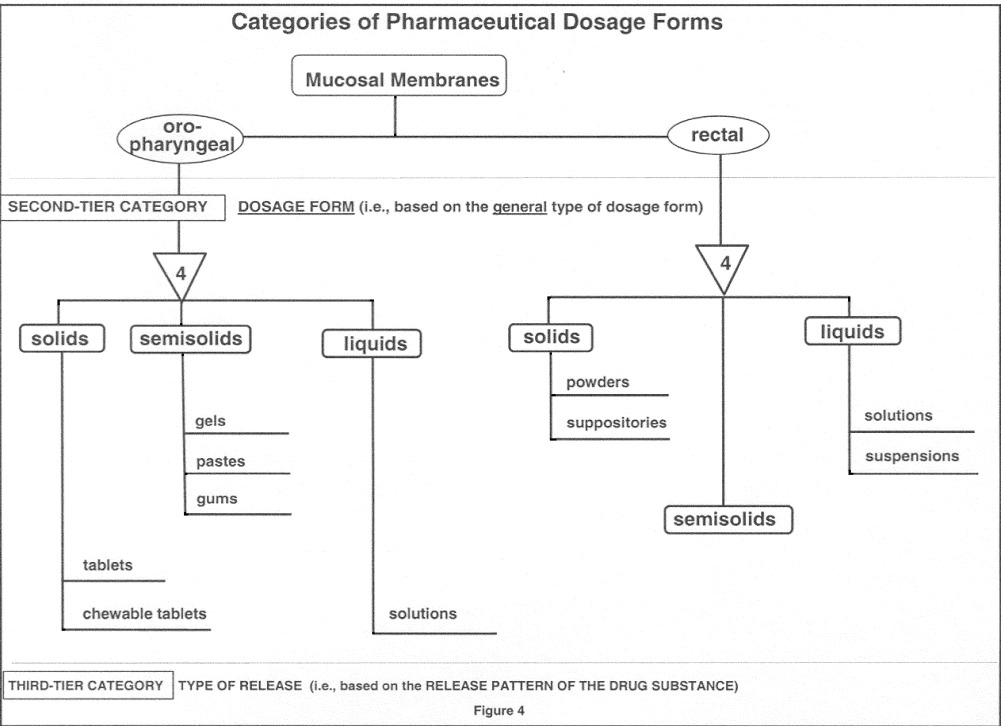 Categories of Pharmaceutical Dosage Forms
Mucosal Membranes
oro-
pharyngeal
rectal
SECOND-TIER CATEGORY
DOSAGE FORM (i.e., based on the general type of dosage form)
4
4
solids
semisolids
liquids
solids
liquids
powders
suppositories
solutions
suspensions
gels
pastes
gums
semisolids
tablets
chewable tablets
solutions
THIRD-TIER CATEGORY
TYPE OF RELEASE (i.e., based on the RELEASE PATTERN OF THE DRUG SUBSTANCE)
Figure 4